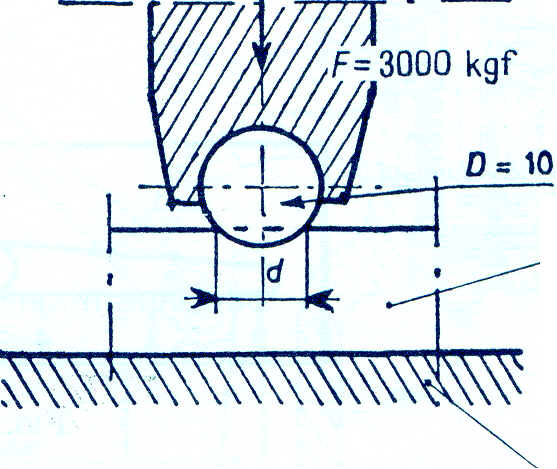 F = 3000 kgf
D = 10
d